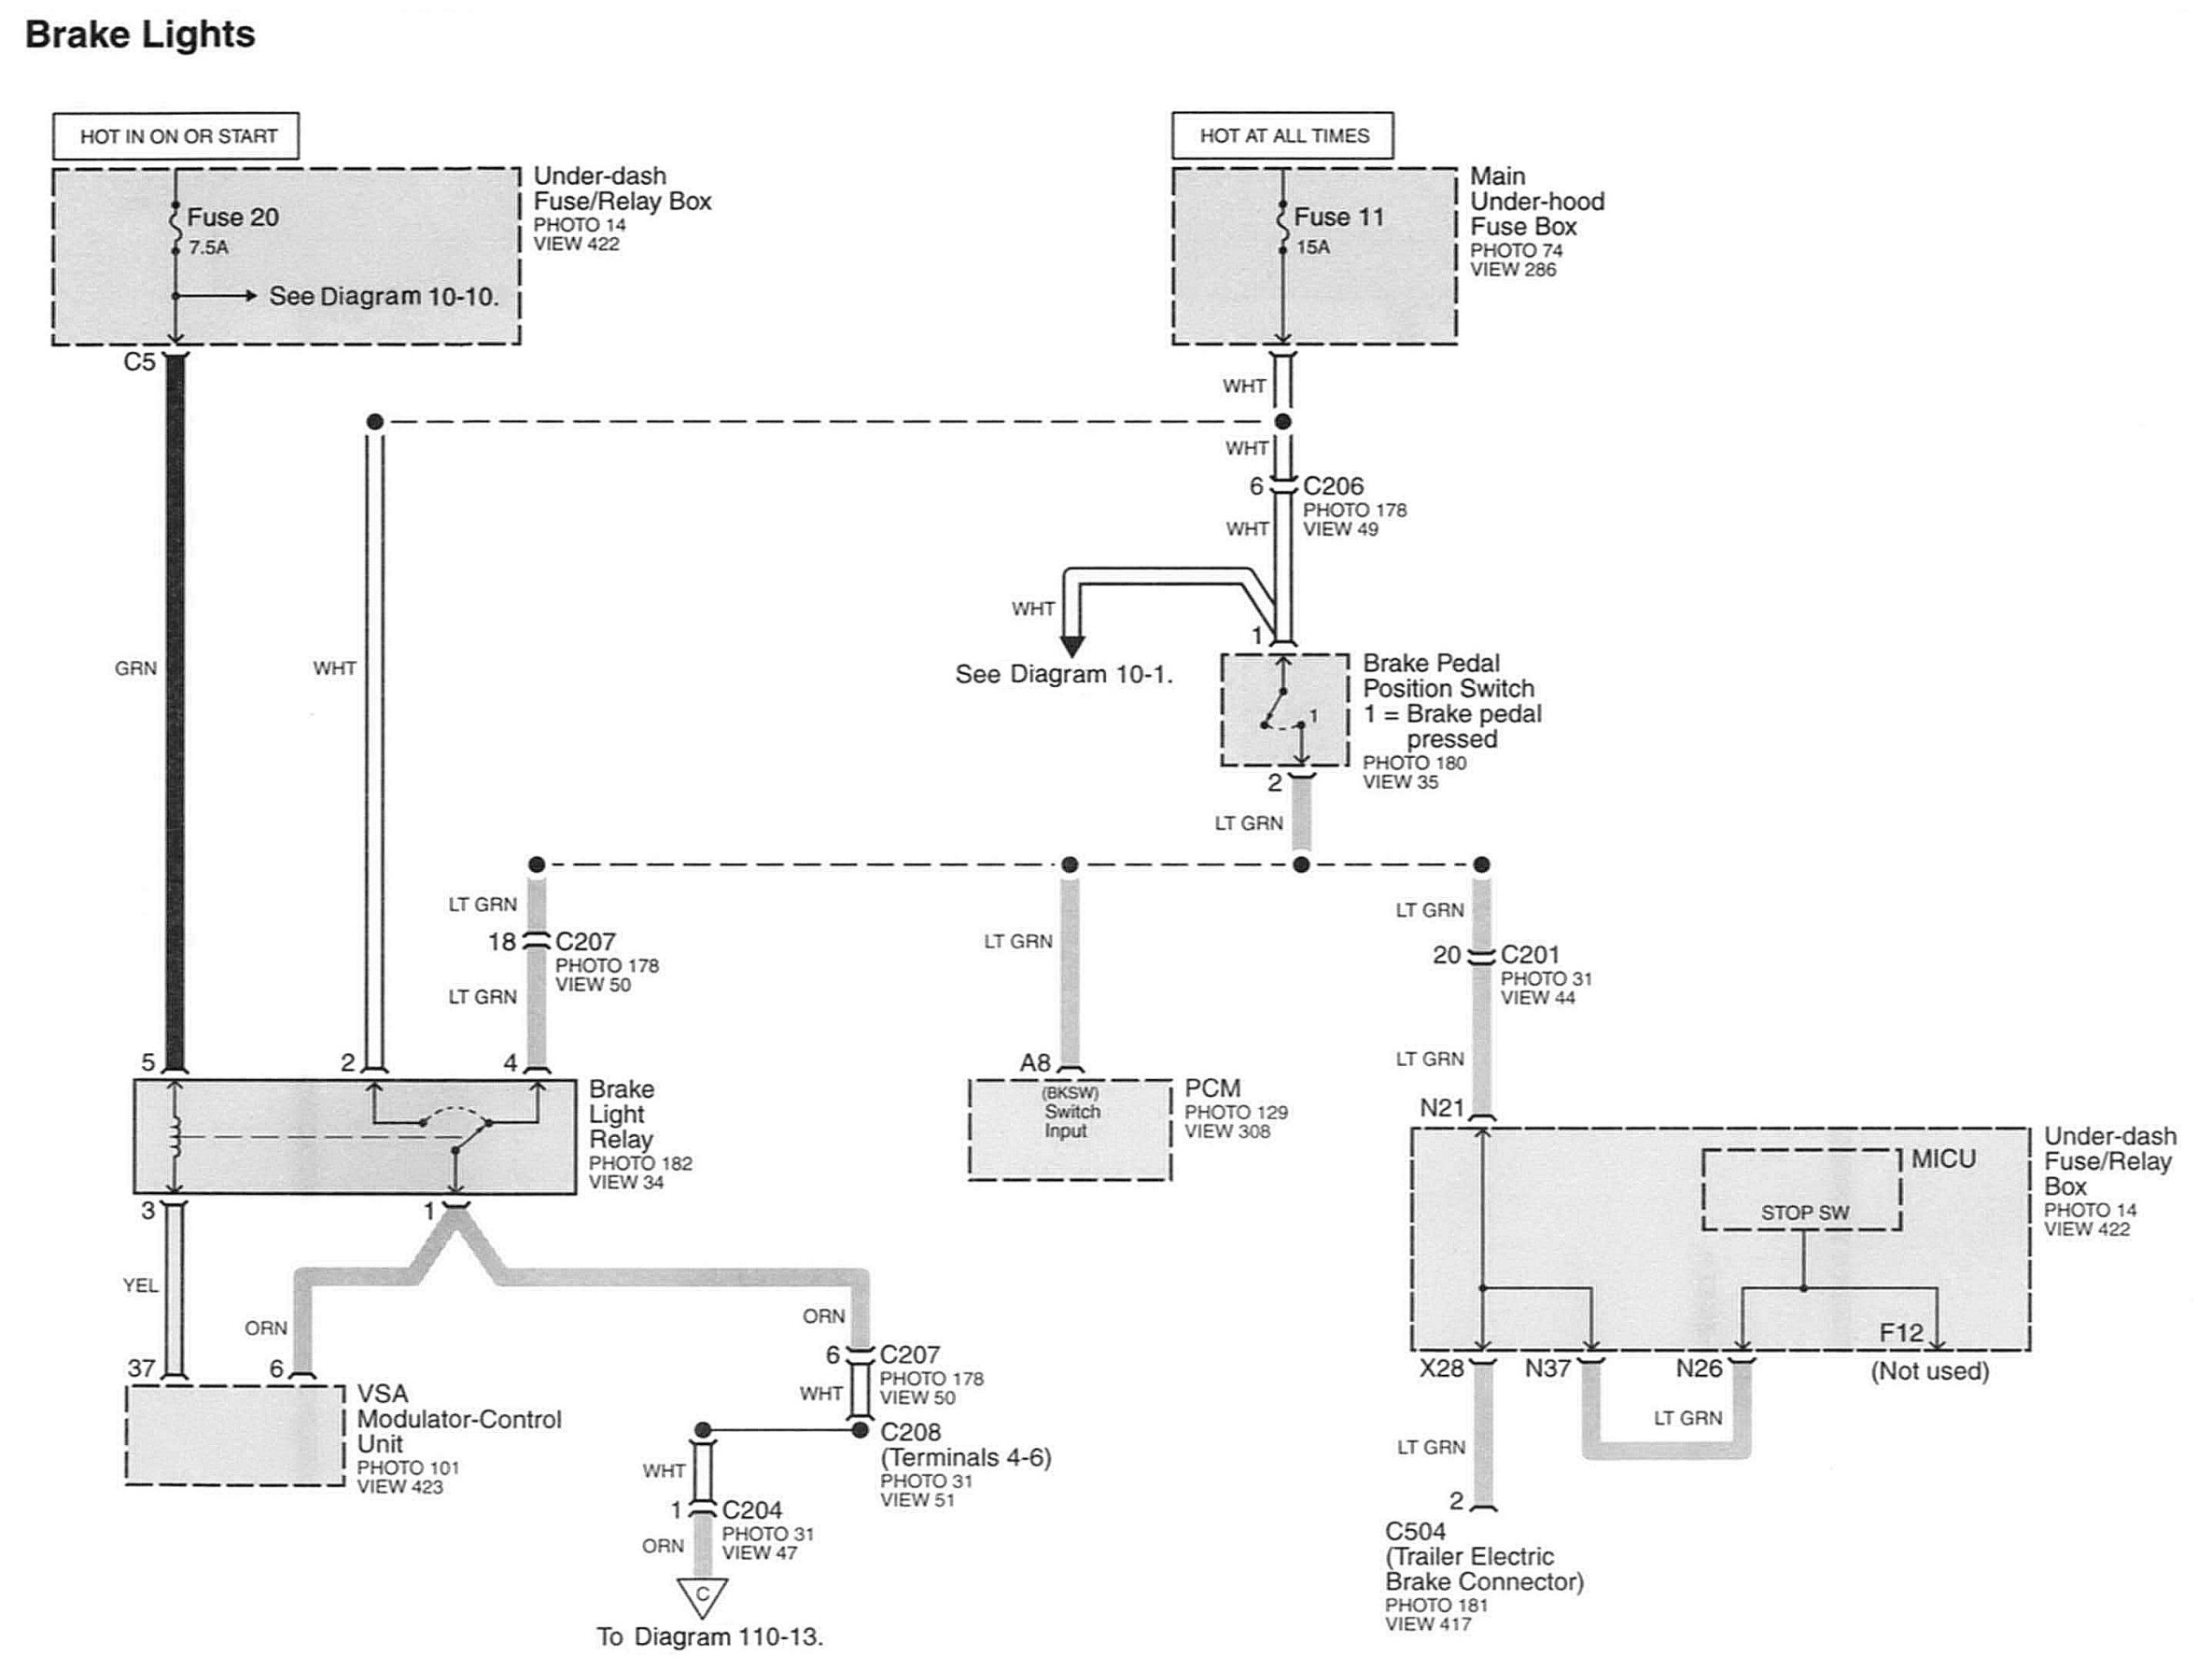 Brake Lights
HOT IN ON OR START
Fuse 20
7.5A
See Diagram 10-10.
Under-dash
Fuse/Relay Box
PHOTO 14
VIEW 422
C5
HOT AT ALL TIMES
Fuse 11
15A
Main
Under-hood
Fuse Box
PHOTO 74
VIEW 286
WHT
WHT
6
C206
PHOTO 178
VIEW 49
WHT
WHT
See Diagram 10-1.
1
1
Brake Pedal
Position Switch
1 = Brake pedal
pressed
PHOTO 180
VIEW 35
2
LT GRN
GRN
WHT
LT GRN
18
C207
PHOTO 178
VIEW 50
LT GRN
LT GRN
LT GRN
20
C201
PHOTO 31
VIEW 44
LT GRN
5
2
4
Brake
Light
Relay
PHOTO 182
VIEW 34
A8
(BKSW)
Switch
Input
PCM
PHOTO 129
VIEW 308
N21
MICU
STOP SW
F12
Under-dash
Fuse/Relay
Box
PHOTO 14
VIEW 422
3
1
YEL
ORN
ORN
37
6
VSA
Modulator-Control
Unit
PHOTO 101
VIEW 423
6
C207
PHOTO 178
VIEW 50
WHT
C208
(Terminals 4-6)
PHOTO 31
VIEW 51
WHT
1
C204
PHOTO 31
VIEW 47
ORN
C
To Diagram 110-13.
X28
N37
N26
(Not used)
LT GRN
LT GRN
2
C504
(Trailer Electric
Brake Connector)
PHOTO 181
VIEW 417